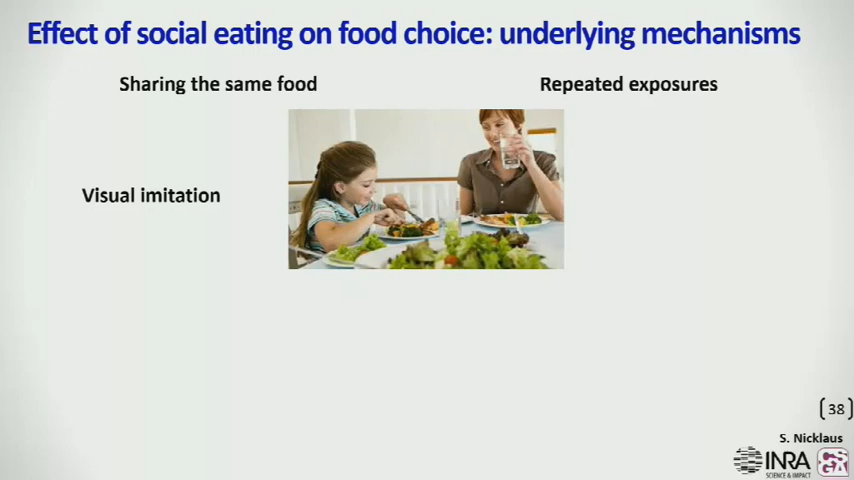 Effect of social eating on food choice: underlying mechanisms
Sharing the same food
Repeated exposures
Visual imitation
38
S. Nicklaus
INRA
SCIENCE & IMPACT